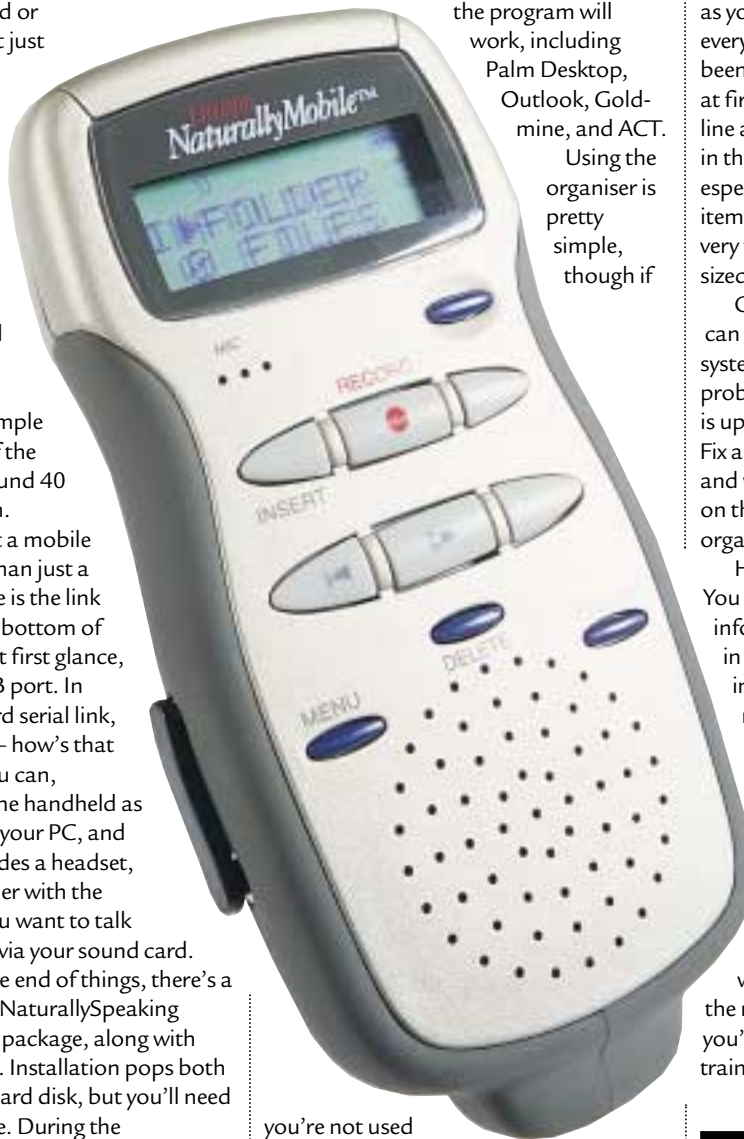 d or
t just
mple
f the
und 40
n.
t a mobile
han just a
e is the link
bottom of
t first glance,
B port. In
rd serial link,
– how's that
u can,
ne handheld as
your PC, and
des a headset,
er with the
u want to talk
via your sound card.
e end of things, there's a
NaturallySpeaking
package, along with
. Installation pops both
ard disk, but you'll need
e. During the
NaturallyMobile™
FOLDER
MIC
RECORD
INSERT
DELETE
MENU
the program will
work, including
Palm Desktop,
Outlook, Gold-
mine, and ACT.
Using the
organiser is
pretty
simple,
though if
you're not used
as yo
every
been
at fir
line a
in th
espe
item
very
sized
C
can
syste
prob
is up
Fix a
and
on th
orga
H
You
info
in
i
v
the
you'
train